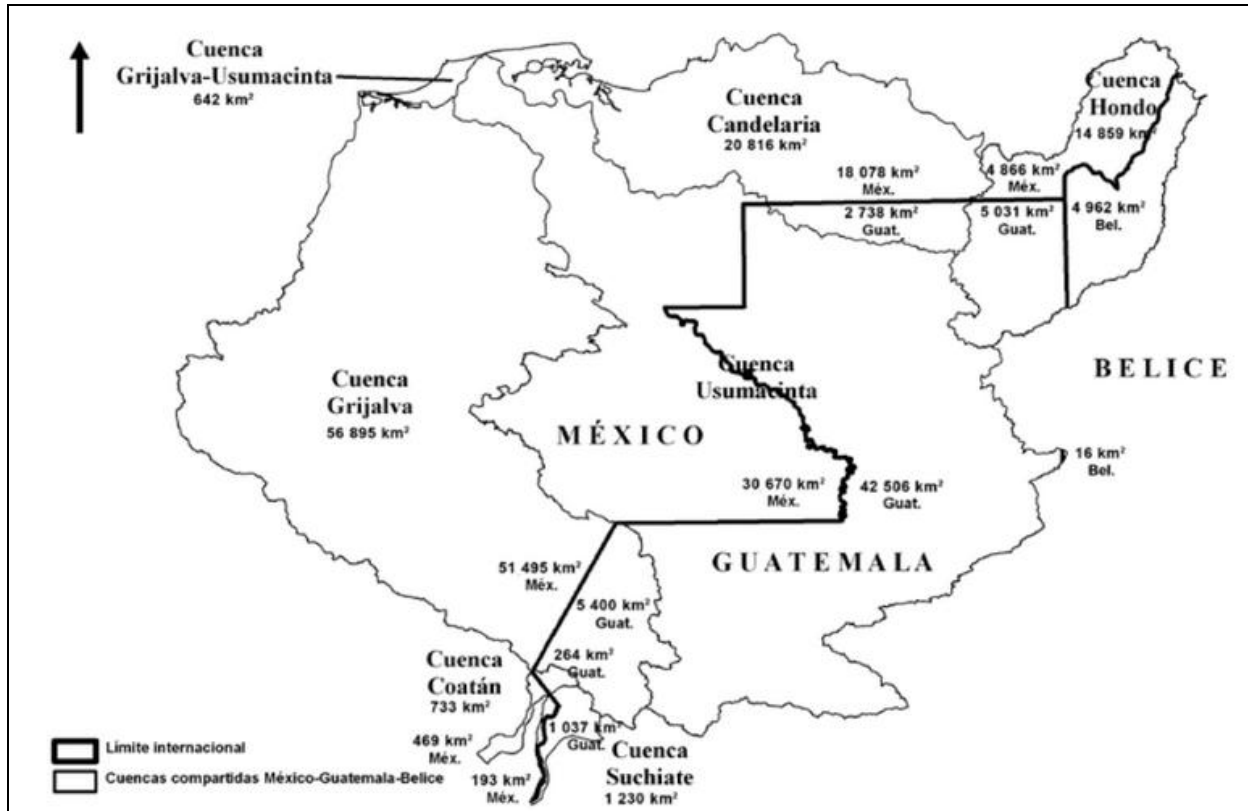 Cuenca
Grijalva-Usumacinta
642 km²
Cuenca
Candelaria
20 816 km²
Cuenca
Hondo
14 859 km²
18 078 km²
Méx.
4 866 km²
Méx.
2 738 km²
Guat.
5 031 km²
Guat.
4 962 km²
Bel.
Cuenca
Usumacinta
BELICE
Cuenca
Grijalva
56 895 km²
MÉXICO
16 km²
Bel.
30 670 km²
Méx.
42 506 km²
Guat.
GUATEMALA
51 495 km²
Méx.
5 400 km²
Guat.
264 km²
Guat.
Cuenca
Coatán
733 km²
469 km²
Méx.
1 037 km²
Guat.
193 km²
Méx.
Cuenca
Suchiate
1 230 km²
Límite internacional
Cuencas compartidas México-Guatemala-Belice